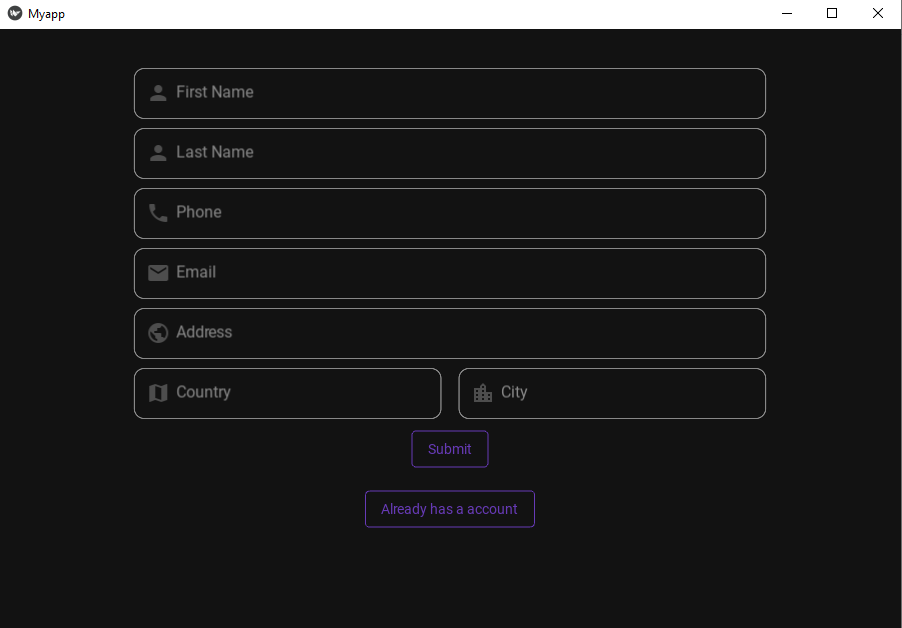 Myapp
First Name
Last Name
Phone
Email
Address
Country
City
Submit
Already has a account